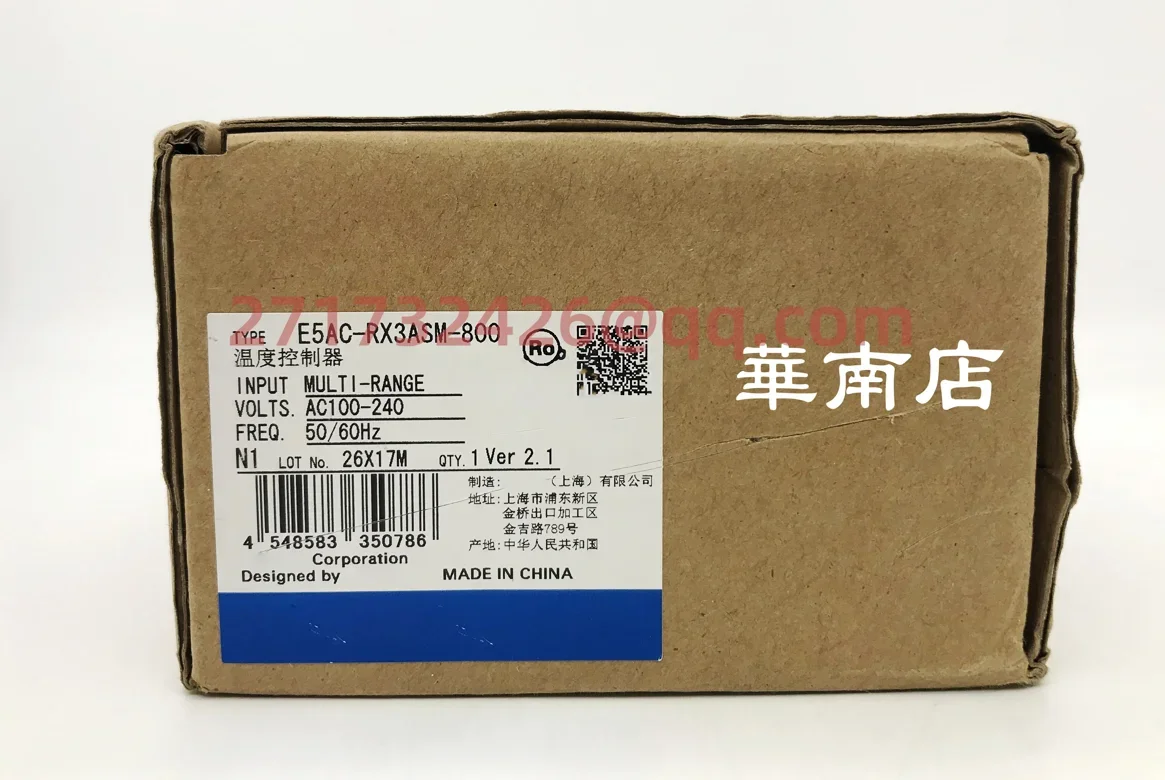 271732426@qq.com
TYPE E5AC-RX3ASM-800
温度控制器
INPUT MULTI-RANGE
VOLTS. AC100-240
FREQ. 50/60Hz
N1 LOT No. 26X17M QTY. 1 Ver 2.1
制造: （上海）有限公司
地址: 上海市浦东新区
金桥出口加工区
金吉路789号
产地: 中华人民共和国
4 548583 350786
Corporation
Designed by
MADE IN CHINA
華南店